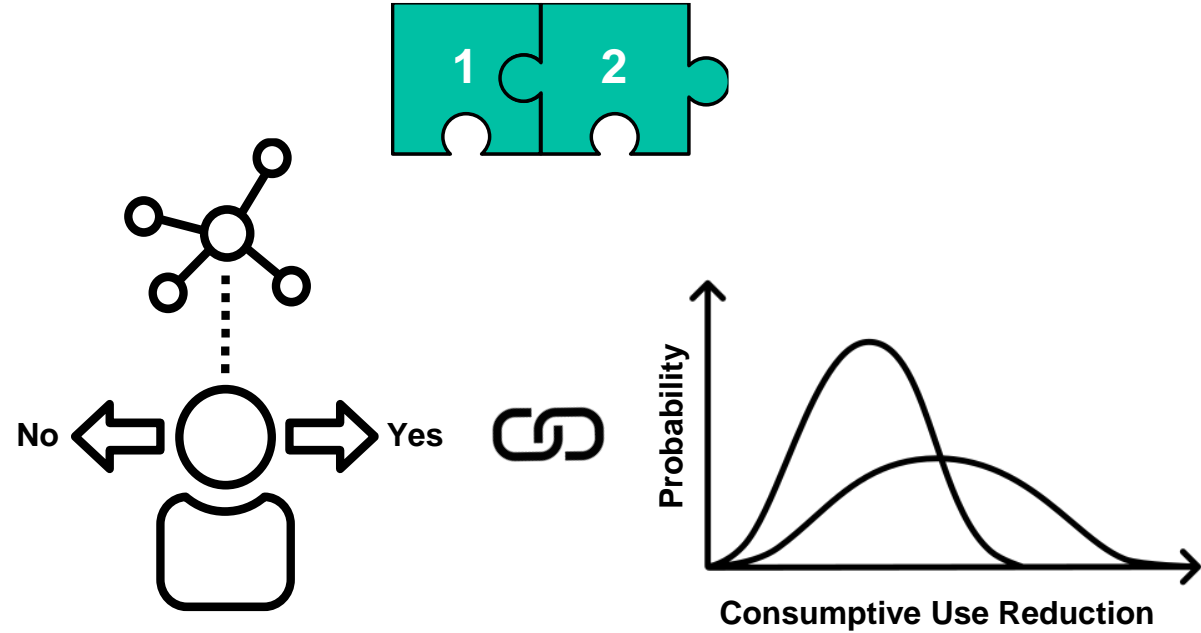 1 2
No
Yes
Probability
Consumptive Use Reduction